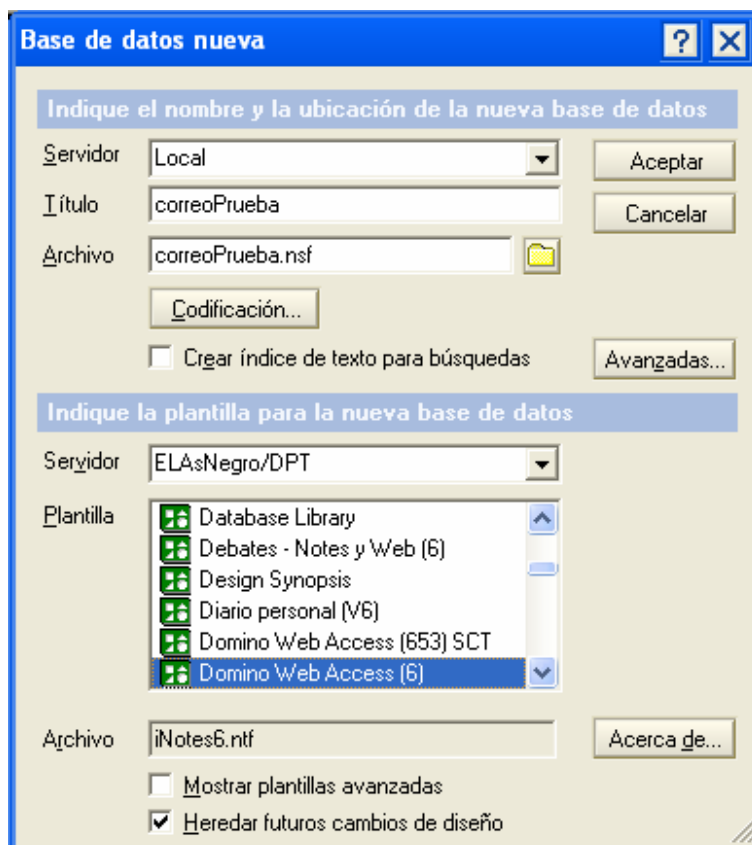 Base de datos nueva
Indique el nombre y la ubicación de la nueva base de datos
Servidor Local Aceptar
Título correoPrueba Cancelar
Archivo correoPrueba.nsf
Codificación...
Crear índice de texto para búsquedas Avanzadas...
Indique la plantilla para la nueva base de datos
Servidor ELAsNegro/DPT
Plantilla Database Library
Debates - Notes y Web (6)
Design Synopsis
Diario personal (V6)
Domino Web Access (653) SCT
Domino Web Access (6)
Archivo iNotes6.ntf Acerca de...
Mostrar plantillas avanzadas
Heredar futuros cambios de diseño